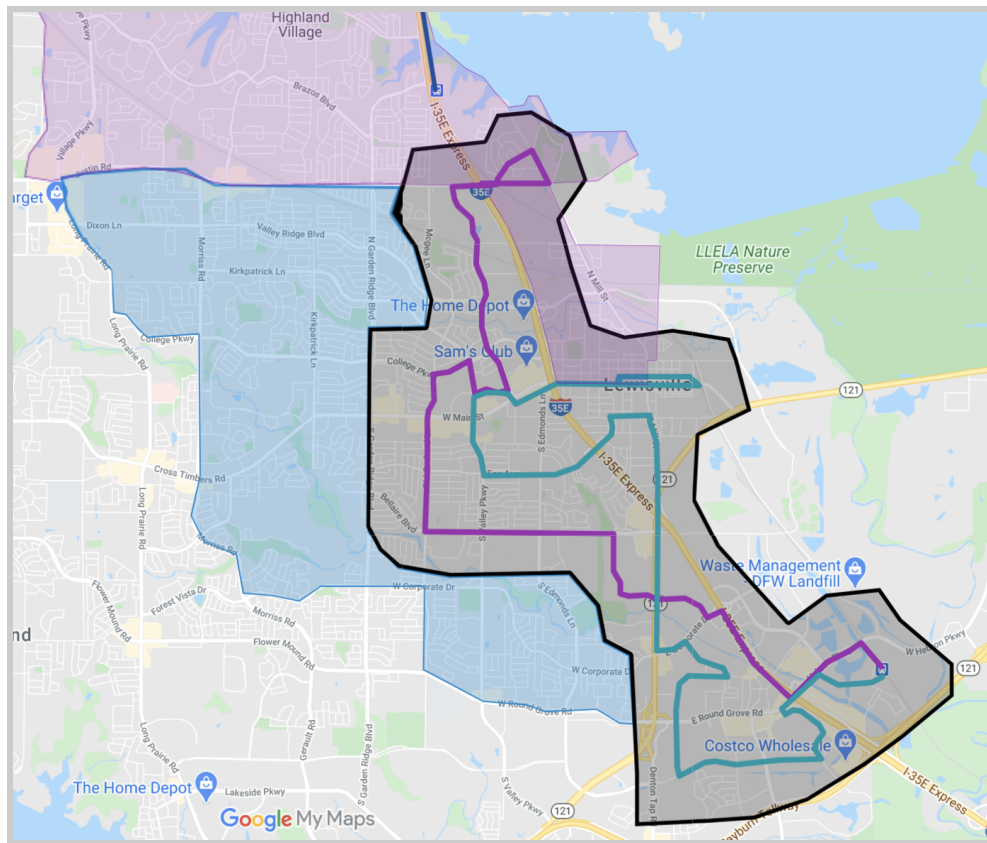 Highland
Village
Brazos Blvd
I-35E Express
Village Pkwy
Justin Rd
35E
Dixon Ln
Valley Ridge Blvd
Morriss Rd
Kirkpatrick Ln
N Garden Ridge Blvd
Mcgee Ln
Long Prairie Rd
LLELA Nature
Preserve
N Mill St
The Home Depot
Sam's Club
Kirkpatrick Ln
Long Prairie Rd
College Pkwy
Lewisville
121
35E
W Main St
S Edmonds Ln
I-35E Express
121
Cross Timbers Rd
Long Prairie Rd
Bellaire Blvd
S Valley Pkwy
Morriss Rd
Waste Management
- DFW Landfill
W Corporate Dr
S Edmonds Ln
121
Forest Vista Dr
Flower Mound Rd
Morriss Rd
Flower Mound Rd
W Hebron Pkwy
121
W Corporate D
W Round Grove Rd
E Round Grove Rd
Costco Wholesale
Long Prairie Rd
Gerault Rd
S Garden Ridge Blvd
The Home Depot
Lakeside Pkwy
S Valley Pkwy
Denton Tap R
I-35E Express
121
Google My Maps